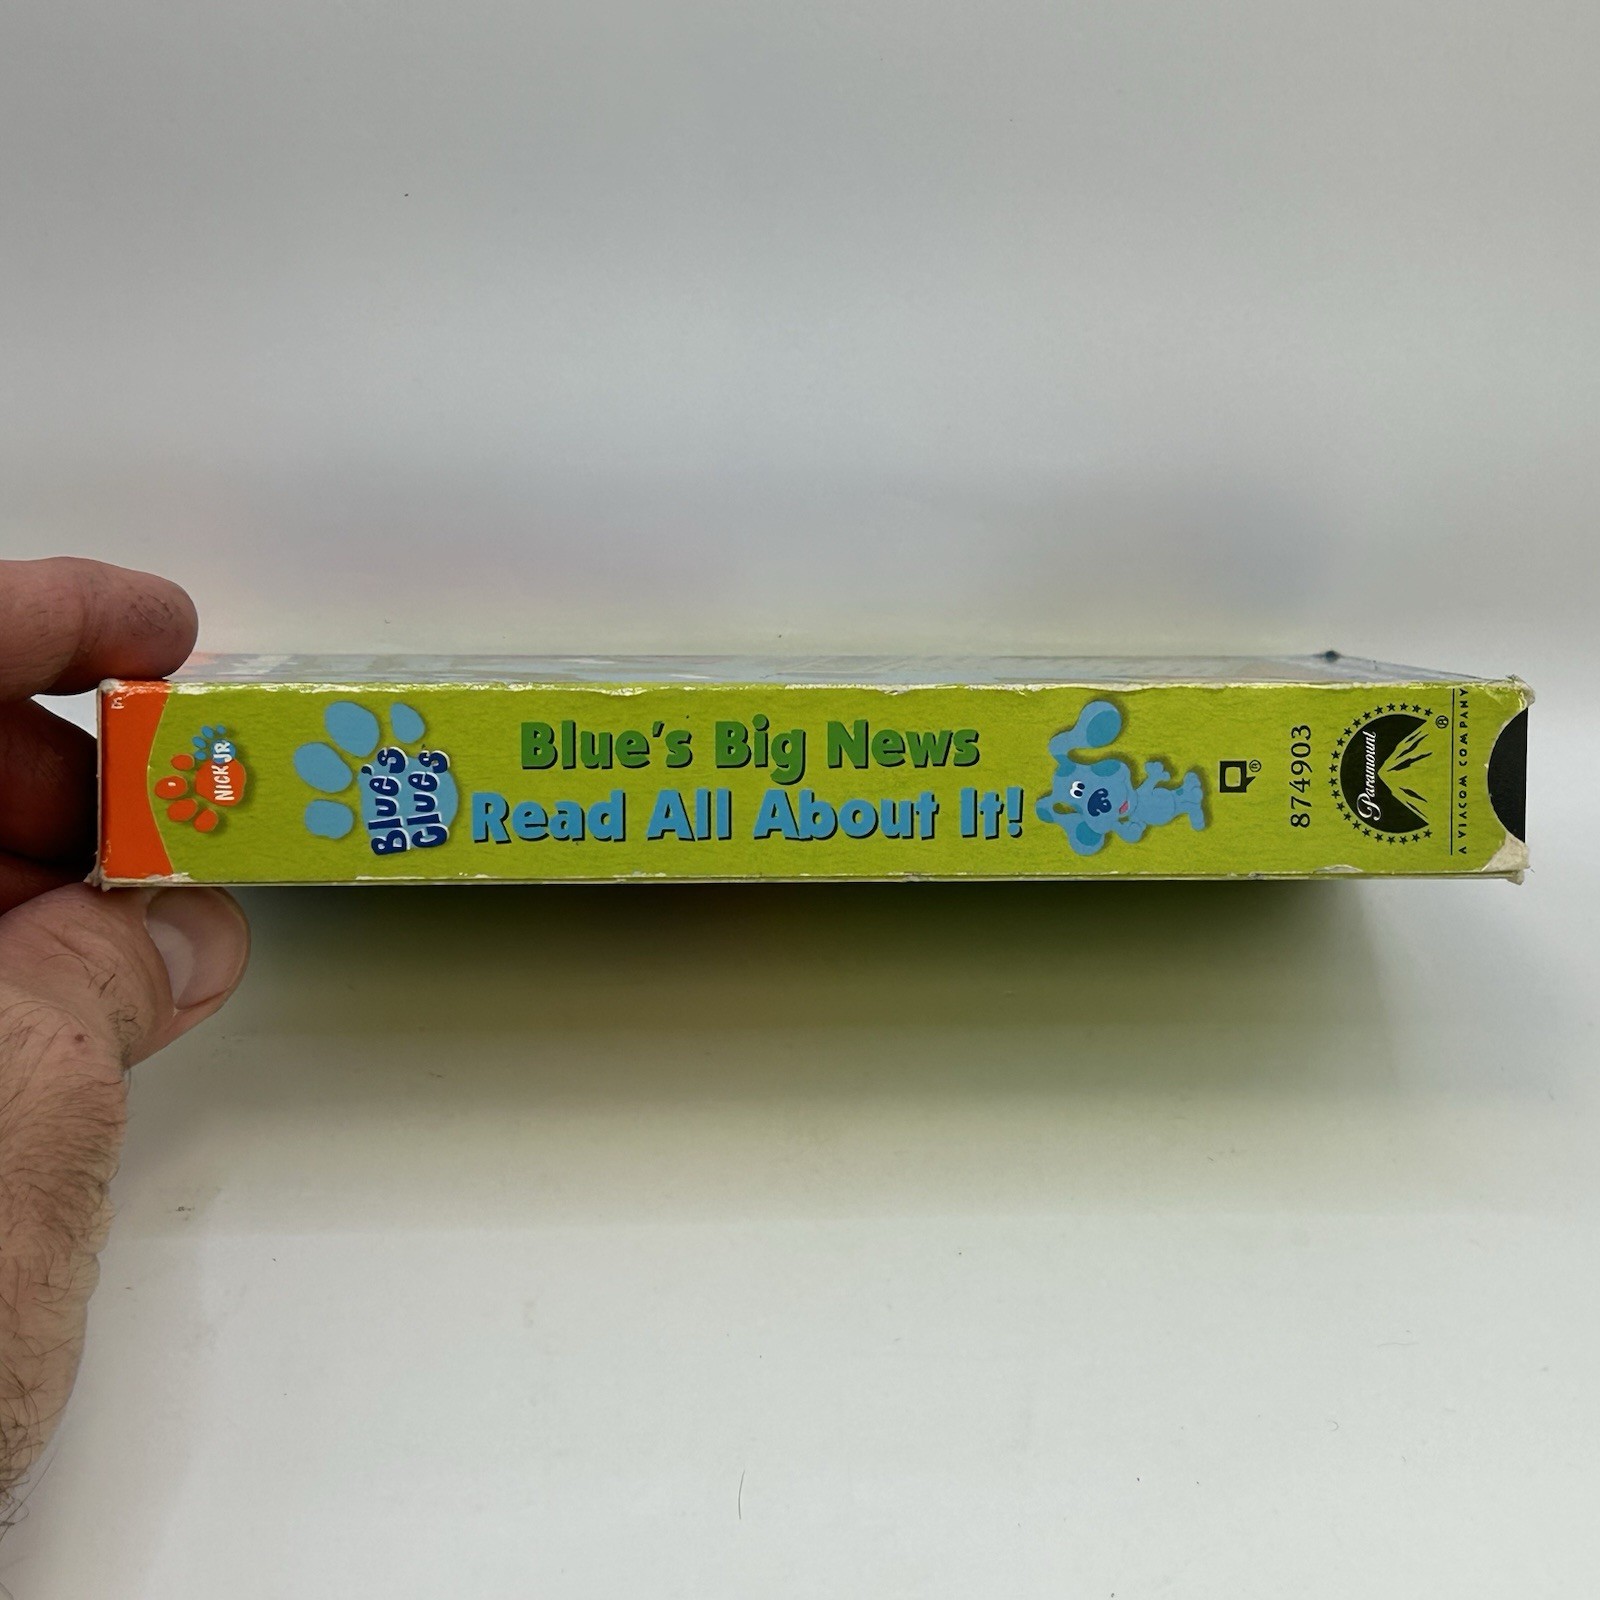 NICK JR.
Blue's
Clues
Blue's Big News
Read All About It!
®
874903
Paramount
®
A VIACOM COMPANY